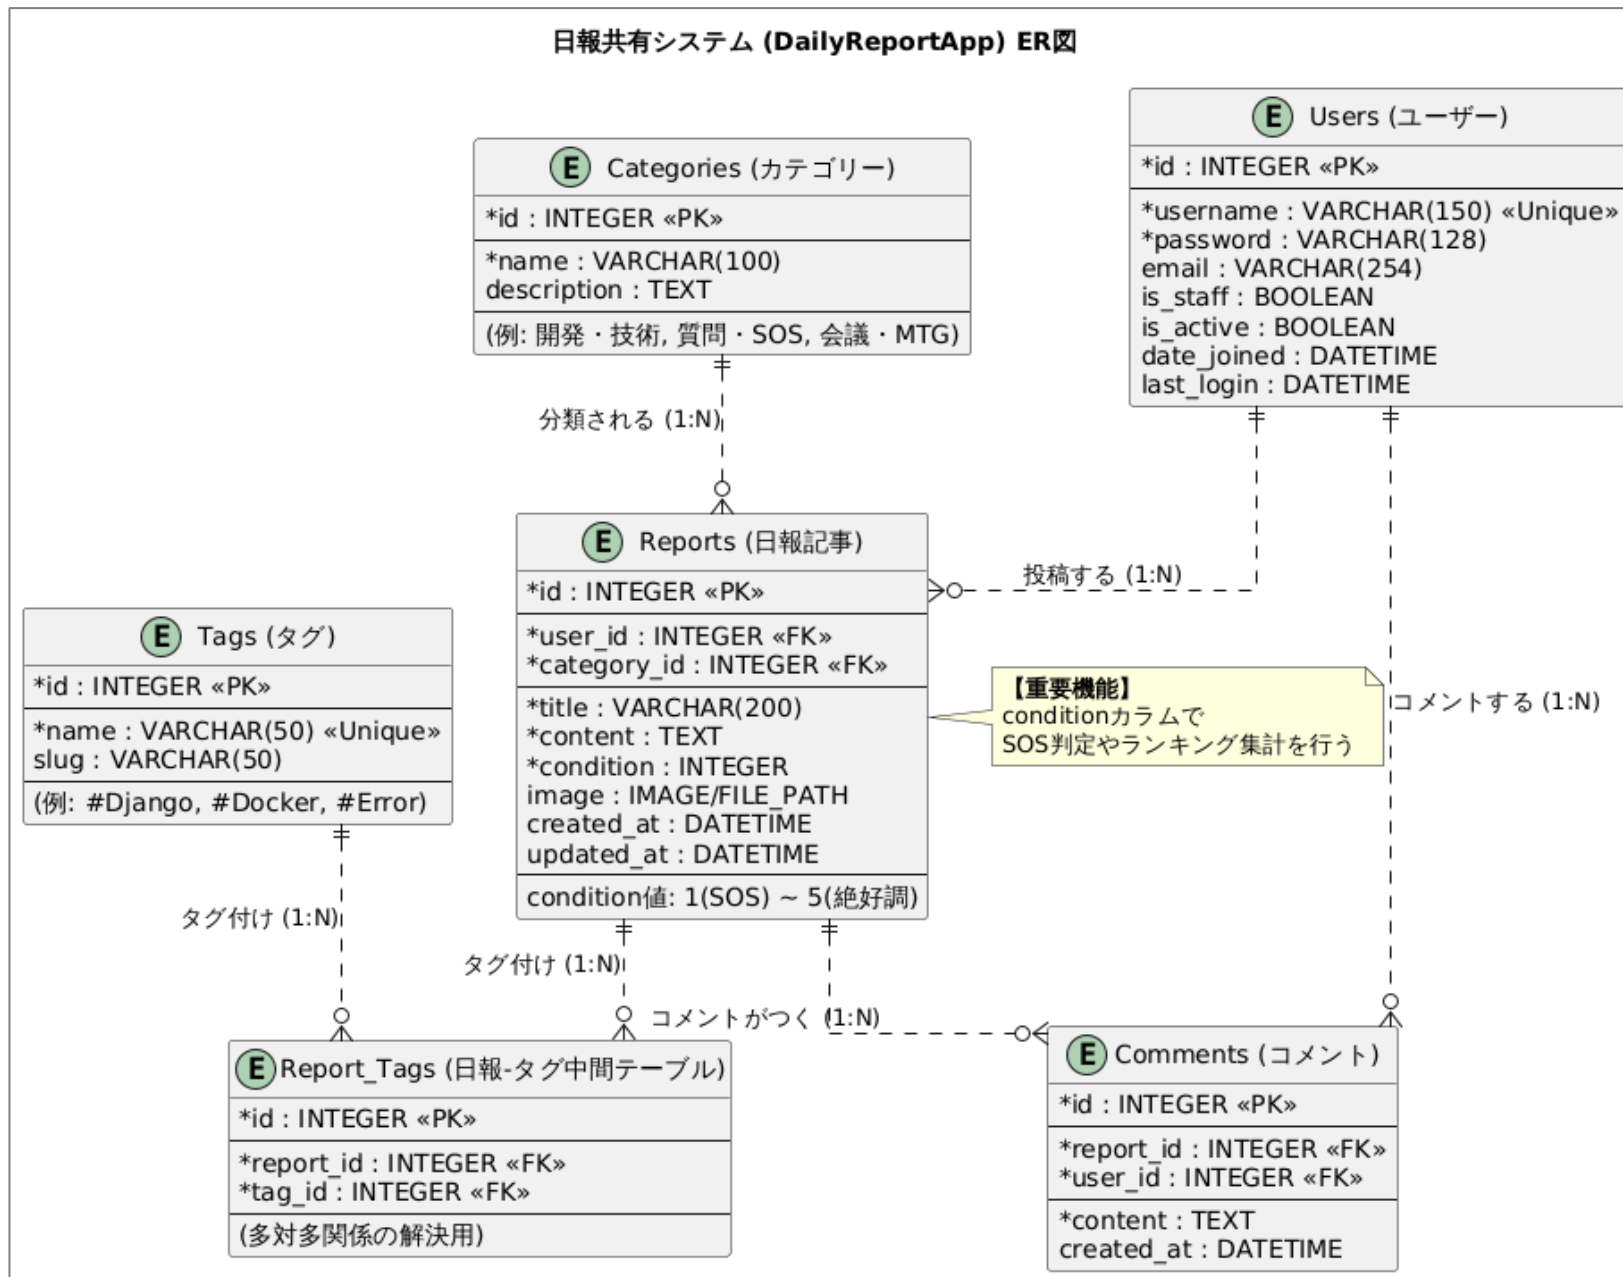 日報共有システム (DailyReportApp) ER図
E Users (ユーザー)
*id : INTEGER «PK»
*username : VARCHAR(150) «Unique»
*password : VARCHAR(128)
email : VARCHAR(254)
is_staff : BOOLEAN
is_active : BOOLEAN
date_joined : DATETIME
last_login : DATETIME
E Categories (カテゴリー)
*id : INTEGER «PK»
*name : VARCHAR(100)
description : TEXT
(例: 開発・技術, 質問・SOS, 会議・MTG)
分類される (1:N)
投稿する (1:N)
コメントする (1:N)
E Reports (日報記事)
*id : INTEGER «PK»
*user_id : INTEGER «FK»
*category_id : INTEGER «FK»
*title : VARCHAR(200)
*content : TEXT
*condition : INTEGER
image : IMAGE/FILE_PATH
created_at : DATETIME
updated_at : DATETIME
condition値: 1(SOS) ~ 5(絶好調)
【重要機能】
conditionカラムで
SOS判定やランキング集計を行う
E Tags (タグ)
*id : INTEGER «PK»
*name : VARCHAR(50) «Unique»
slug : VARCHAR(50)
(例: #Django, #Docker, #Error)
タグ付け (1:N)
タグ付け (1:N)
コメントがつく (1:N)
E Report_Tags (日報-タグ中間テーブル)
*id : INTEGER «PK»
*report_id : INTEGER «FK»
*tag_id : INTEGER «FK»
(多対多関係の解決用)
E Comments (コメント)
*id : INTEGER «PK»
*report_id : INTEGER «FK»
*user_id : INTEGER «FK»
*content : TEXT
created_at : DATETIME